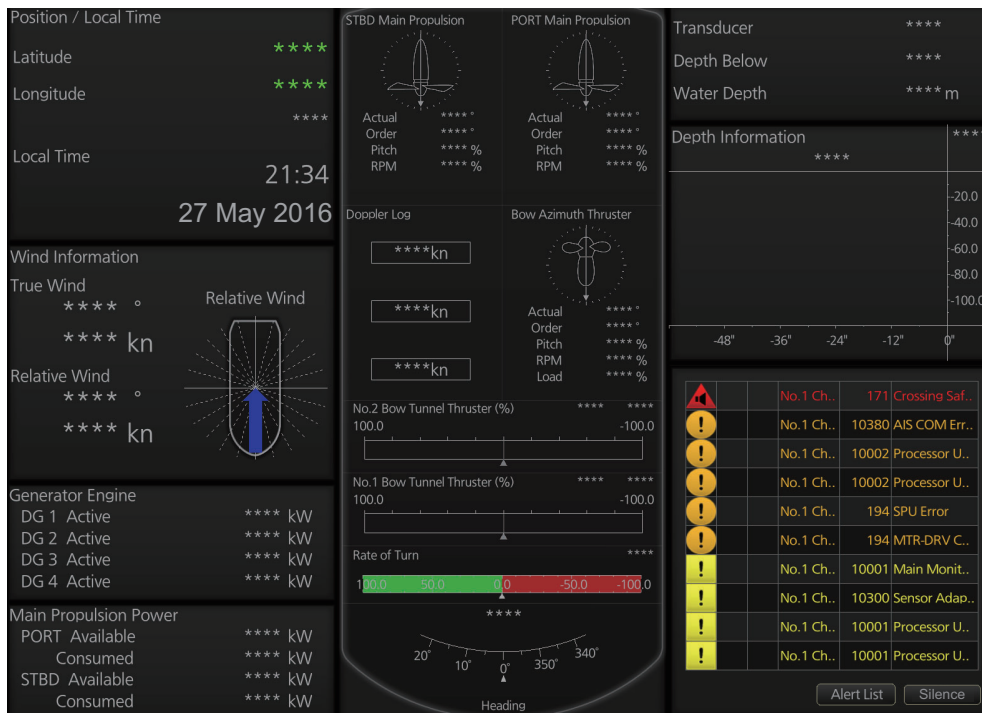 Position / Local Time
Latitude
****
Longitude
****
****
Local Time
21:34
27 May 2016
Wind Information
True Wind
**** °
**** kn
Relative Wind
Relative Wind
**** °
**** kn
Generator Engine
DG 1 Active **** kW
DG 2 Active **** kW
DG 3 Active **** kW
DG 4 Active **** kW
Main Propulsion Power
PORT Available **** kW
Consumed **** kW
STBD Available **** kW
Consumed **** kW
STBD Main Propulsion
Actual **** °
Order **** °
Pitch **** %
RPM **** %
PORT Main Propulsion
Actual **** °
Order **** °
Pitch **** %
RPM **** %
Doppler Log
****kn
****kn
****kn
Bow Azimuth Thruster
Actual **** °
Order **** °
Pitch **** %
RPM **** %
Load **** %
No.2 Bow Tunnel Thruster (%) **** ****
100.0 -100.0
No.1 Bow Tunnel Thruster (%) **** ****
100.0 -100.0
Rate of Turn ****
100.0 50.0 0.0 -50.0 -100.0
****
20° 10° 0° 350° 340°
Heading
Transducer ****
Depth Below ****
Water Depth **** m
Depth Information ****
****
-20.0
-40.0
-60.0
-80.0
-100.0
-48" -36" -24" -12" 0"
No.1 Ch.. 171 Crossing Saf..
! No.1 Ch.. 10380 AIS COM Err..
! No.1 Ch.. 10002 Processor U..
! No.1 Ch.. 10002 Processor U..
! No.1 Ch.. 194 SPU Error
! No.1 Ch.. 194 MTR-DRV C..
! No.1 Ch.. 10001 Main Monit..
! No.1 Ch.. 10300 Sensor Adap..
! No.1 Ch.. 10001 Processor U..
! No.1 Ch.. 10001 Processor U..
Alert List Silence